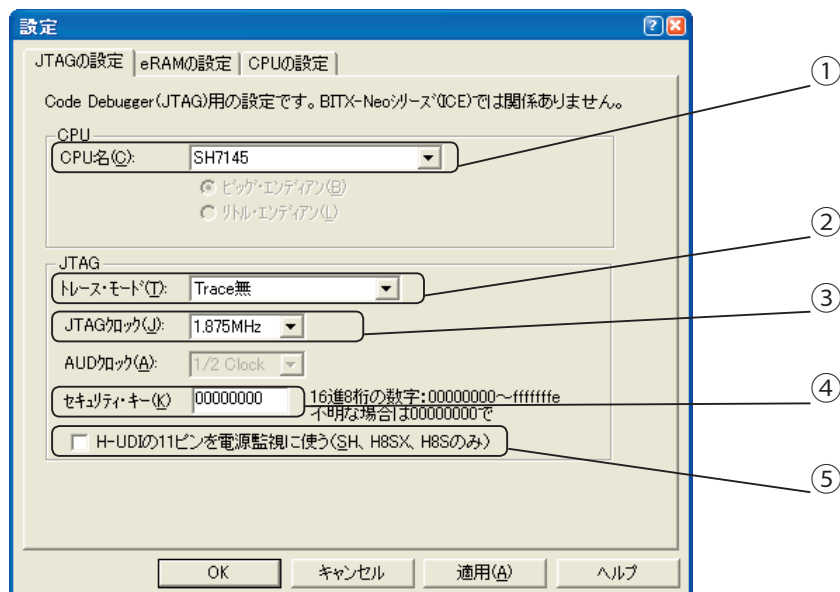 設定
JTAGの設定 eRAMの設定 CPUの設定
Code Debugger(JTAG)用の設定です。BITX-Neoシリーズ(ICE)では関係ありません。
①
CPU
CPU名(C): SH7145
ビッグ・エンディアン(B)
リトル・エンディアン(L)
②
JTAG
トレース・モード(T): Trace無
③
JTAGクロック(J): 1.875MHz
AUDクロック(A): 1/2 Clock
④
セキュリティ・キー(K) 00000000 16進8桁の数字:00000000~fffffffe
不明な場合は00000000で
H-UDIの11ピンを電源監視に使う(SH、H8SX、H8Sのみ)
⑤
OK キャンセル 適用(A) ヘルプ